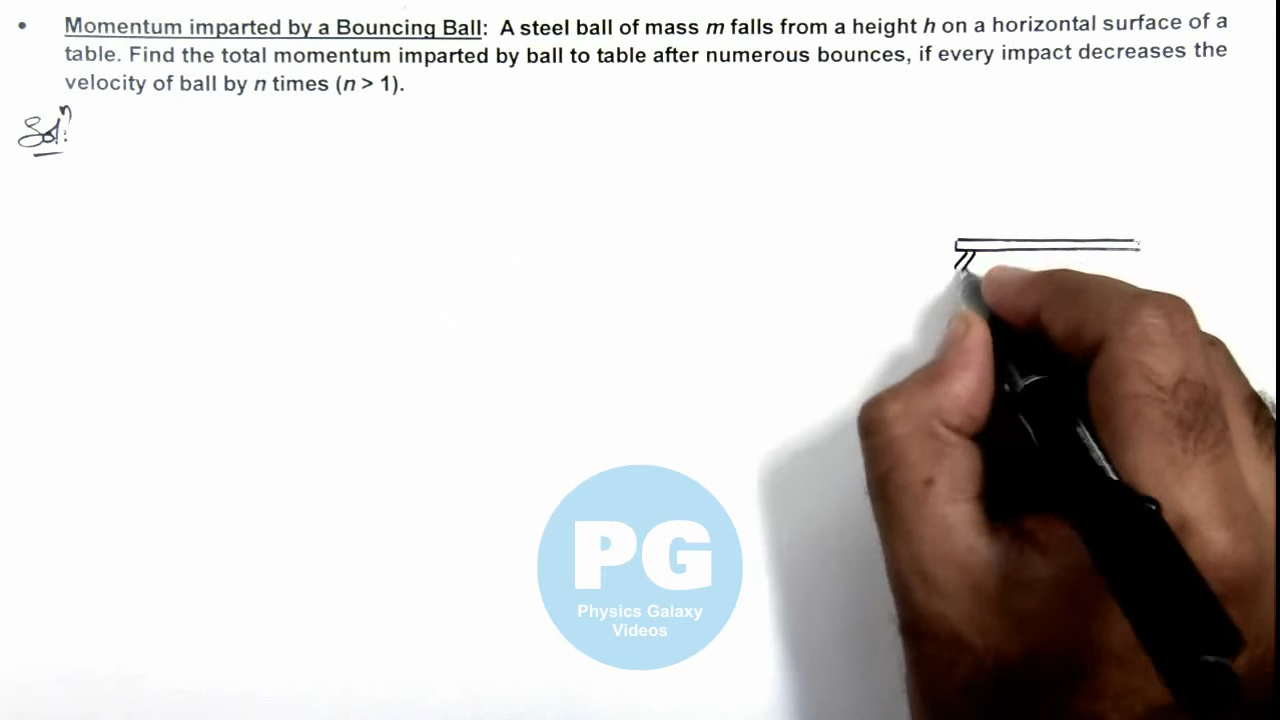 • Momentum imparted by a Bouncing Ball: A steel ball of mass m falls from a height h on a horizontal surface of a
table. Find the total momentum imparted by ball to table after numerous bounces, if every impact decreases the
velocity of ball by n times (n > 1).
Solⁿ:
PG
Physics Galaxy
Videos